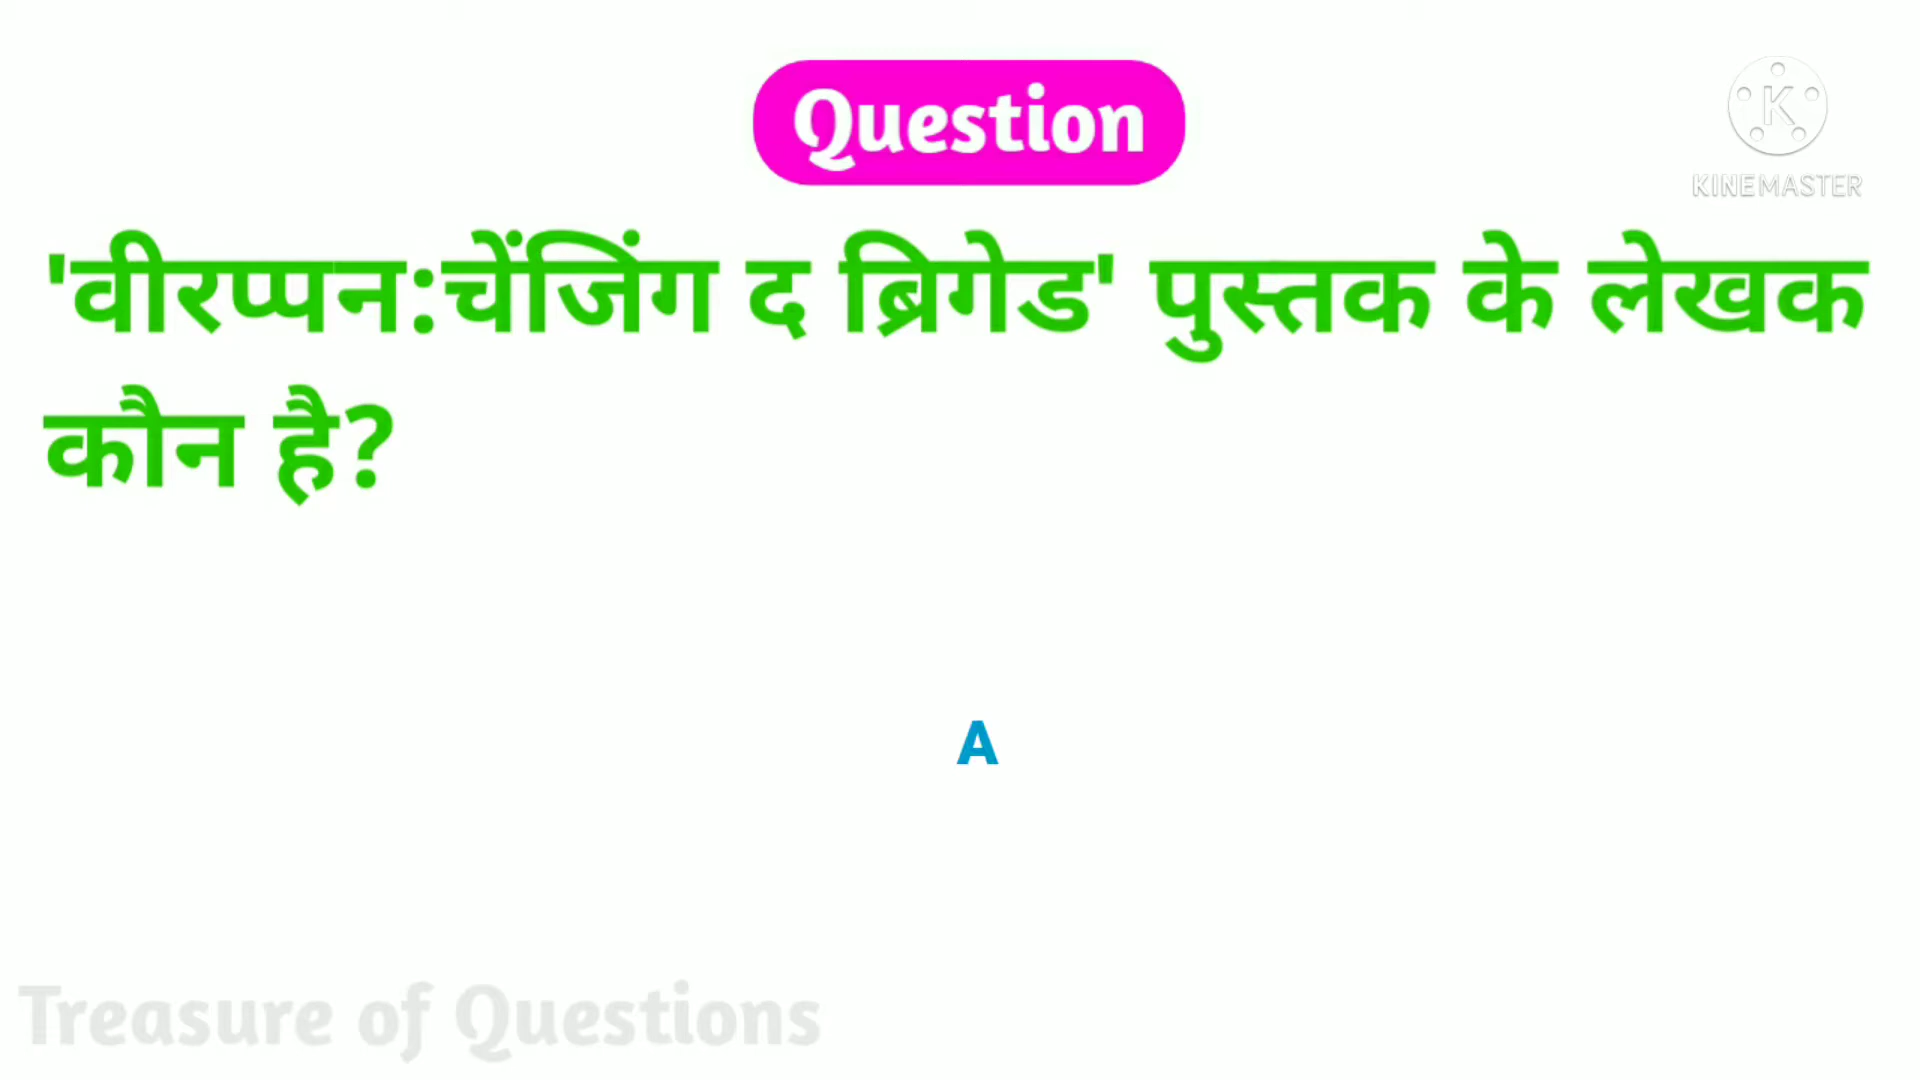 Question
KINEMASTER
'वीरप्पन:चेंजिंग द ब्रिगेड' पुस्तक के लेखक
कौन है?
A
Treasure of Questions